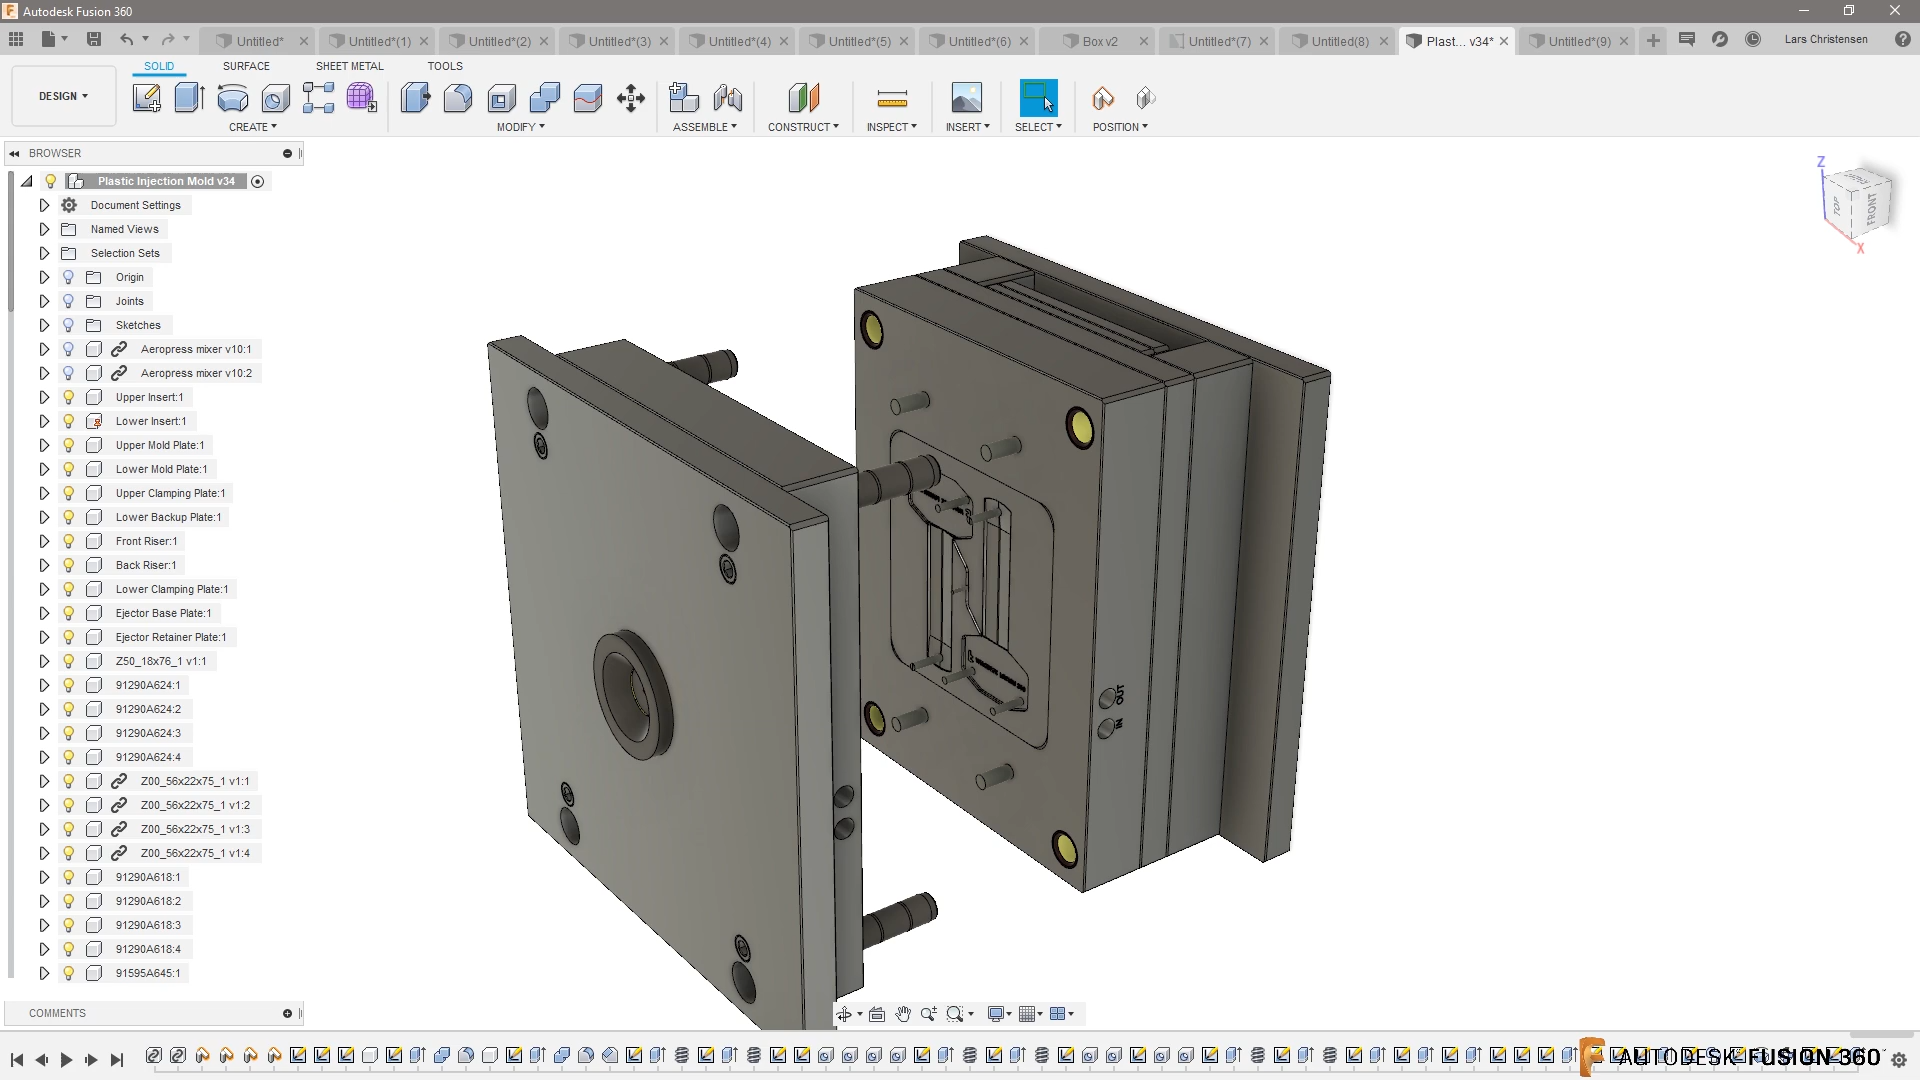 Autodesk Fusion 360
Untitled*
Untitled*(1)
Untitled*(2)
Untitled*(3)
Untitled*(4)
Untitled*(5)
Untitled*(6)
Box v2
Untitled*(7)
Untitled(8)
Plast... v34*
Untitled*(9)
Lars Christensen
SOLID
SURFACE
SHEET METAL
TOOLS
DESIGN
CREATE
MODIFY
ASSEMBLE
CONSTRUCT
INSPECT
INSERT
SELECT
POSITION
BROWSER
Plastic Injection Mold v34
Document Settings
Named Views
Selection Sets
Origin
Joints
Sketches
Aeropress mixer v10:1
Aeropress mixer v10:2
Upper Insert:1
Lower Insert:1
Upper Mold Plate:1
Lower Mold Plate:1
Upper Clamping Plate:1
Lower Backup Plate:1
Front Riser:1
Back Riser:1
Lower Clamping Plate:1
Ejector Base Plate:1
Ejector Retainer Plate:1
Z50_18x76_1 v1:1
91290A624:1
91290A624:2
91290A624:3
91290A624:4
Z00_56x22x75_1 v1:1
Z00_56x22x75_1 v1:2
Z00_56x22x75_1 v1:3
Z00_56x22x75_1 v1:4
91290A618:1
91290A618:2
91290A618:3
91290A618:4
91595A645:1
Z
TOP
FRONT
X
OUT
IN
COMMENTS
AUTODESK FUSION 360